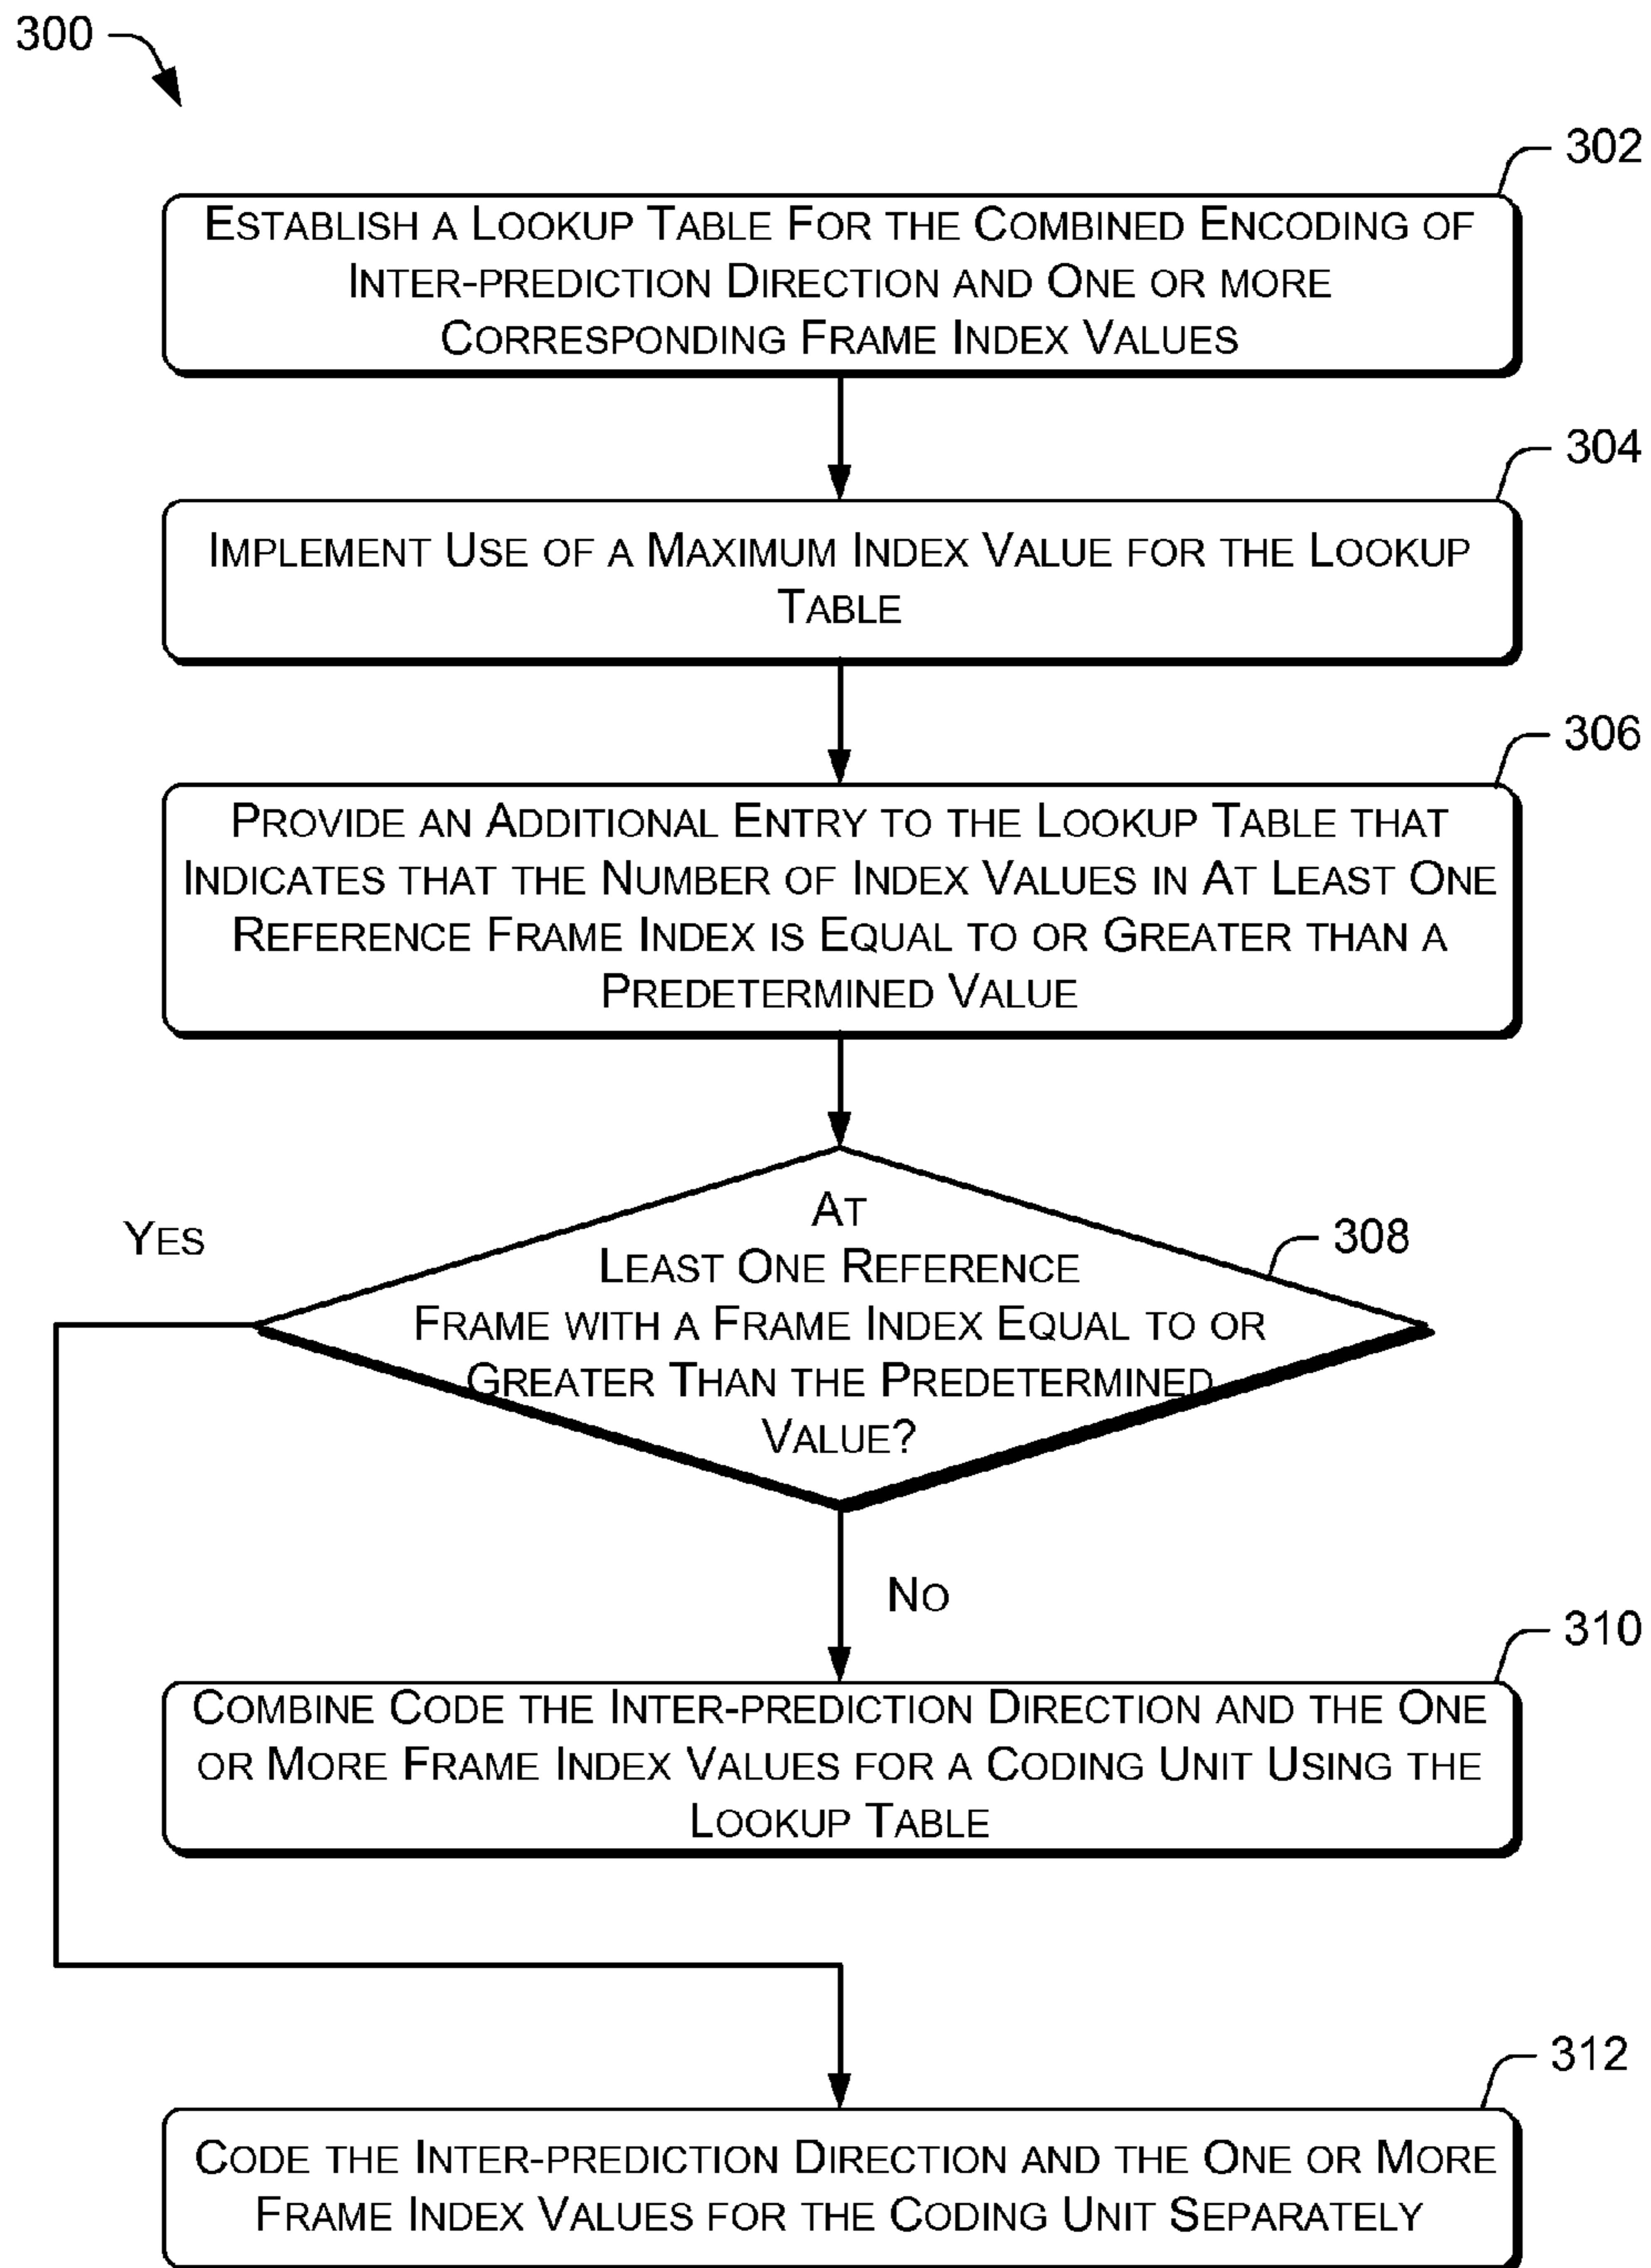 300
302
ESTABLISH A LOOKUP TABLE FOR THE COMBINED ENCODING OF
INTER-PREDICTION DIRECTION AND ONE OR MORE
CORRESPONDING FRAME INDEX VALUES
304
IMPLEMENT USE OF A MAXIMUM INDEX VALUE FOR THE LOOKUP
TABLE
306
PROVIDE AN ADDITIONAL ENTRY TO THE LOOKUP TABLE THAT
INDICATES THAT THE NUMBER OF INDEX VALUES IN AT LEAST ONE
REFERENCE FRAME INDEX IS EQUAL TO OR GREATER THAN A
PREDETERMINED VALUE
YES
308
AT
LEAST ONE REFERENCE
FRAME WITH A FRAME INDEX EQUAL TO OR
GREATER THAN THE PREDETERMINED
VALUE?
NO
310
COMBINE CODE THE INTER-PREDICTION DIRECTION AND THE ONE
OR MORE FRAME INDEX VALUES FOR A CODING UNIT USING THE
LOOKUP TABLE
312
CODE THE INTER-PREDICTION DIRECTION AND THE ONE OR MORE
FRAME INDEX VALUES FOR THE CODING UNIT SEPARATELY